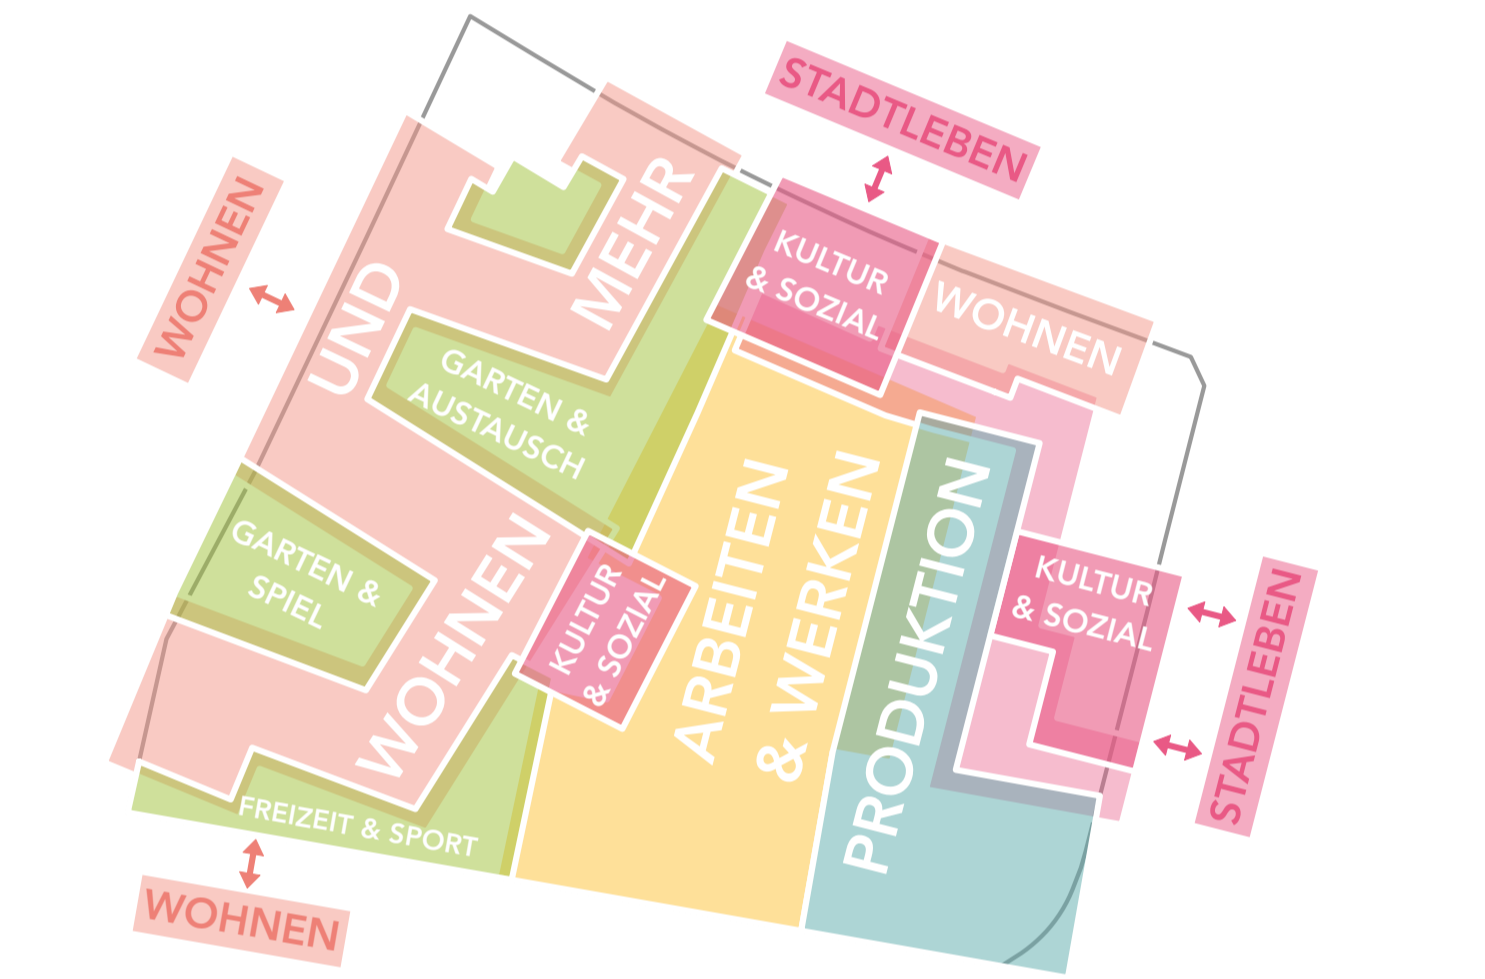 STADTLEBEN
WOHNEN
MEHR
KULTUR
& SOZIAL
WOHNEN
UND
GARTEN &
AUSTAUSCH
ARBEITEN
& WERKEN
PRODUKTION
GARTEN &
SPIEL
WOHNEN
KULTUR
& SOZIAL
KULTUR
& SOZIAL
STADTLEBEN
FREIZEIT & SPORT
WOHNEN